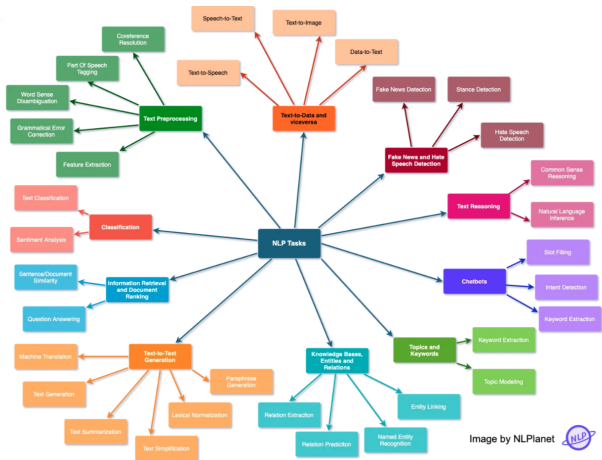 Speech-to-Text
Text-to-Image
Data-to-Text
Text-to-Speech
Text-to-Data and
viceversa
Coreference
Resolution
Part Of Speech
Tagging
Word Sense
Disambiguation
Grammatical Error
Correction
Feature Extraction
Text Preprocessing
Fake News Detection
Stance Detection
Hate Speech
Detection
Fake News and Hate
Speech Detection
Common Sense
Reasoning
Natural Language
Inference
Text Reasoning
Text Classification
Sentiment Analysis
Classification
NLP Tasks
Slot Filling
Intent Detection
Keyword Extraction
Chatbots
Sentence/Document
Similarity
Question Answering
Information Retrieval
and Document
Ranking
Keyword Extraction
Topic Modeling
Topics and
Keywords
Machine Translation
Text Generation
Text Summarization
Text Simplification
Lexical Normalization
Paraphrase
Generation
Text-to-Text
Generation
Knowledge Bases,
Entities and
Relations
Relation Extraction
Relation Prediction
Named Entity
Recognition
Entity Linking
Image by NLPlanet
NLP